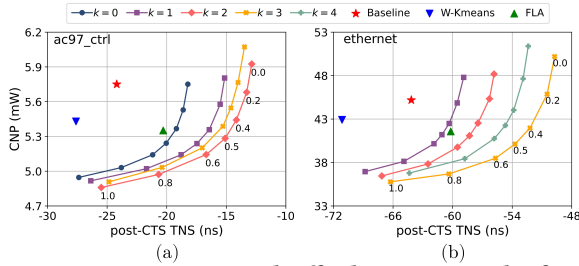 k = 0 k = 1 k = 2 k = 3 k = 4 Baseline W-Kmeans FLA
ac97_ctrl
CNP (mW)
6.2
5.9
5.6
5.3
5.0
4.7
0.0
0.2
0.4
0.5
0.6
0.8
1.0
-30 -25 -20 -15 -10
post-CTS TNS (ns)
(a)
ethernet
53
48
43
38
33
0.0
0.2
0.4
0.5
0.6
0.8
1.0
-72 -66 -60 -54 -48
post-CTS TNS (ns)
(b)